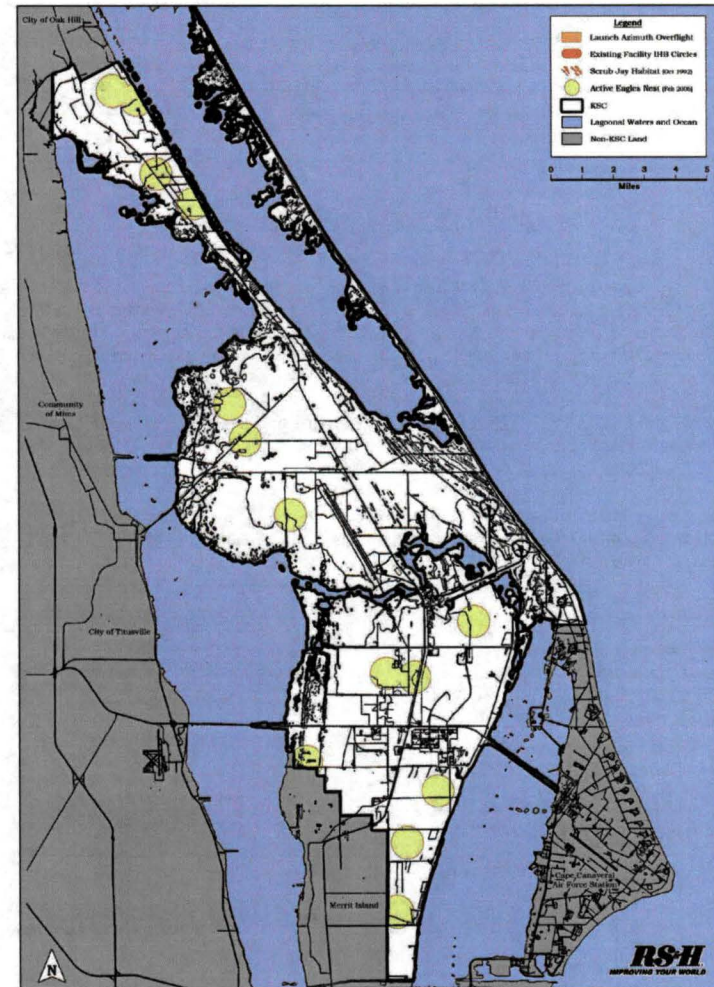 City of Oak Hill
Legend
Launch Azimuth Overflight
Existing Facility IHB Circles
Scrub-Jay Habitat (Oct 1992)
Active Eagles Nest (Feb 2006)
KSC
Lagoonal Waters and Ocean
Non-KSC Land
0 1 2 3 4 5
Miles
Community
of Mims
City of Titusville
Cape Canaveral
Air Force Station
Merrit Island
N
RS&H
IMPROVING YOUR WORLD